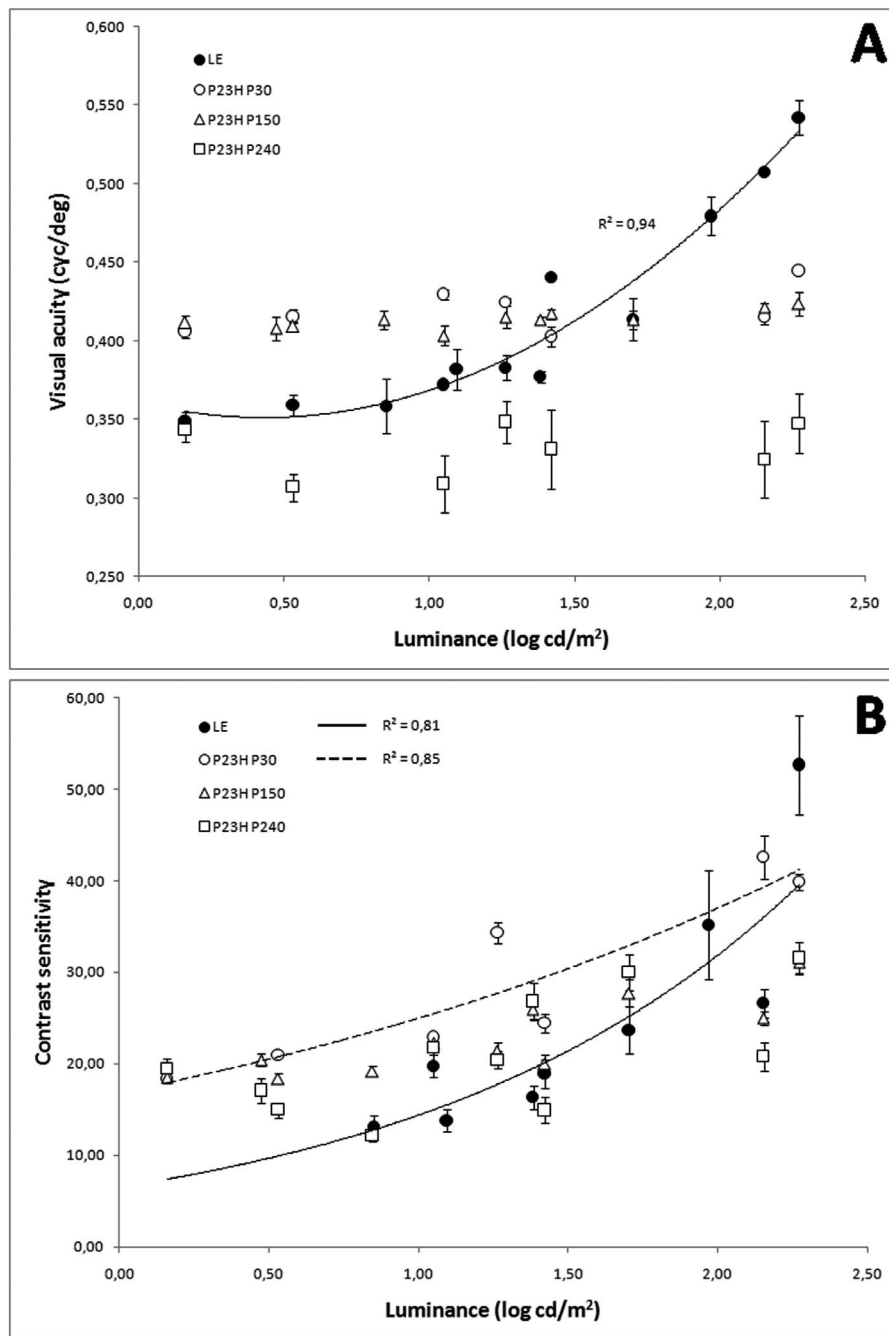 A
LE
P23H P30
P23H P150
P23H P240
R² = 0,94
0,600
0,550
0,500
0,450
0,400
0,350
0,300
0,250
Visual acuity (cyc/deg)
0,00 0,50 1,00 1,50 2,00 2,50
Luminance (log cd/m²)
B
LE R² = 0,81
P23H P30 R² = 0,85
P23H P150
P23H P240
60,00
50,00
40,00
30,00
20,00
10,00
0,00
Contrast sensitivity
0,00 0,50 1,00 1,50 2,00 2,50
Luminance (log cd/m²)